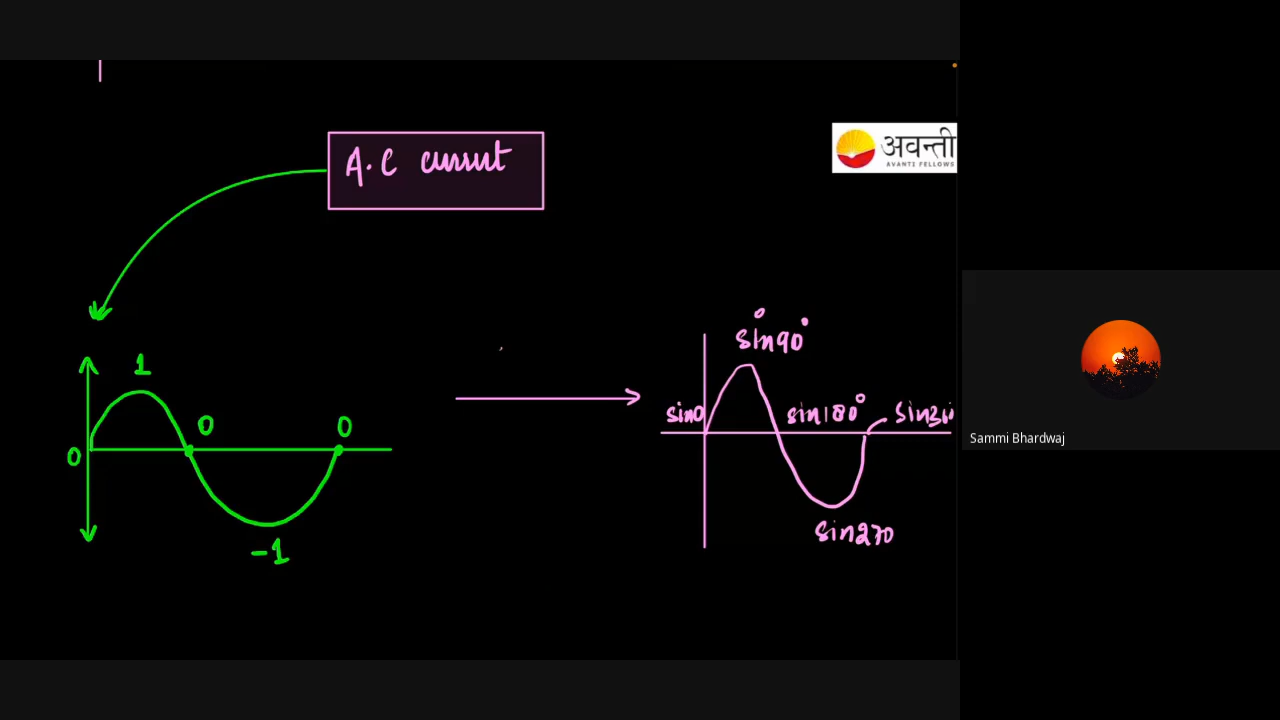 A.C current
अवन्ती
AVANTI FELLOWS
1
0
0
0
-1
sin90°
sin0
sin180°
sin360
sin270
Sammi Bhardwaj